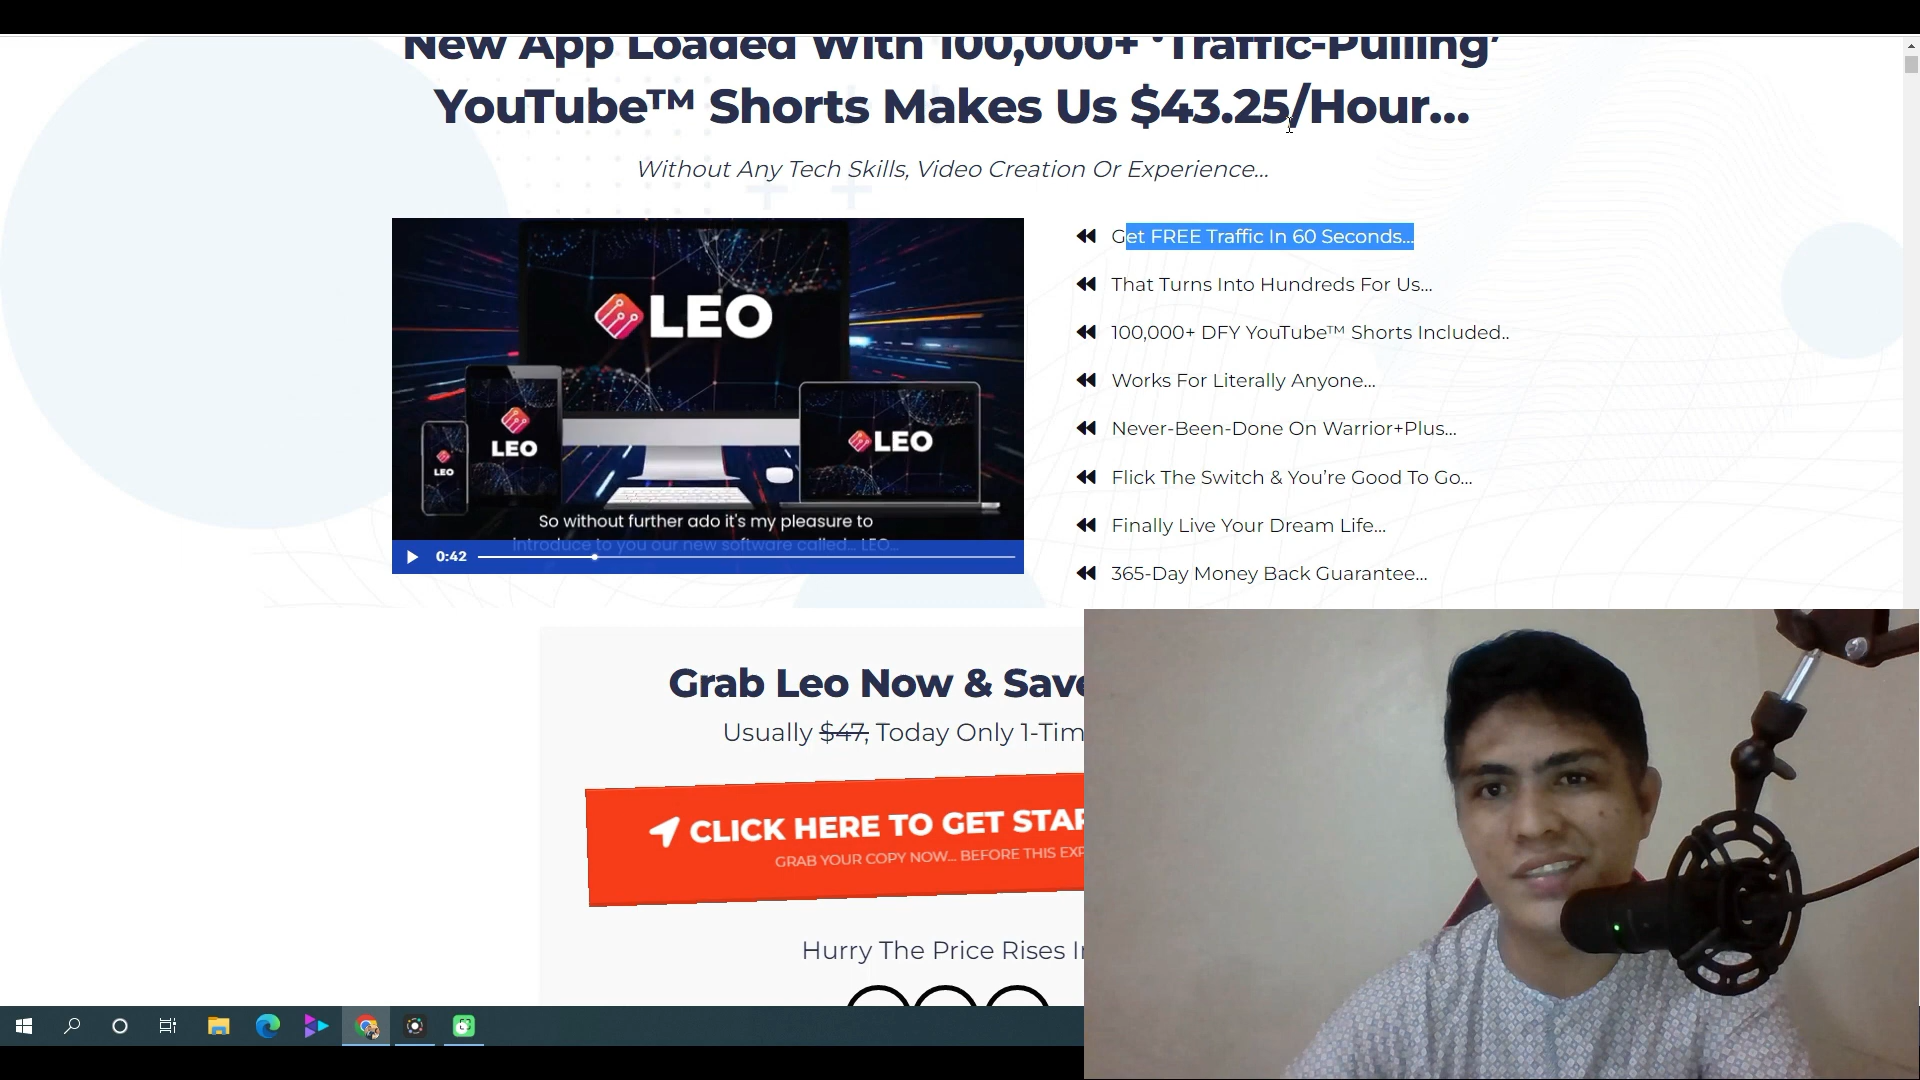 New App Loaded With 100,000+ ‘Traffic-Pulling’
YouTube™ Shorts Makes Us $43.25/Hour...
Without Any Tech Skills, Video Creation Or Experience...
LEO
LEO
LEO
LEO
So without further ado it's my pleasure to
introduce to you our new software called... LEO...
0:42
Get FREE Traffic In 60 Seconds...
That Turns Into Hundreds For Us...
100,000+ DFY YouTube™ Shorts Included..
Works For Literally Anyone...
Never-Been-Done On Warrior+Plus...
Flick The Switch & You’re Good To Go...
Finally Live Your Dream Life...
365-Day Money Back Guarantee...
Grab Leo Now & Save
Usually $47, Today Only 1-Tim
CLICK HERE TO GET STAR
GRAB YOUR COPY NOW... BEFORE THIS EXP
Hurry The Price Rises In